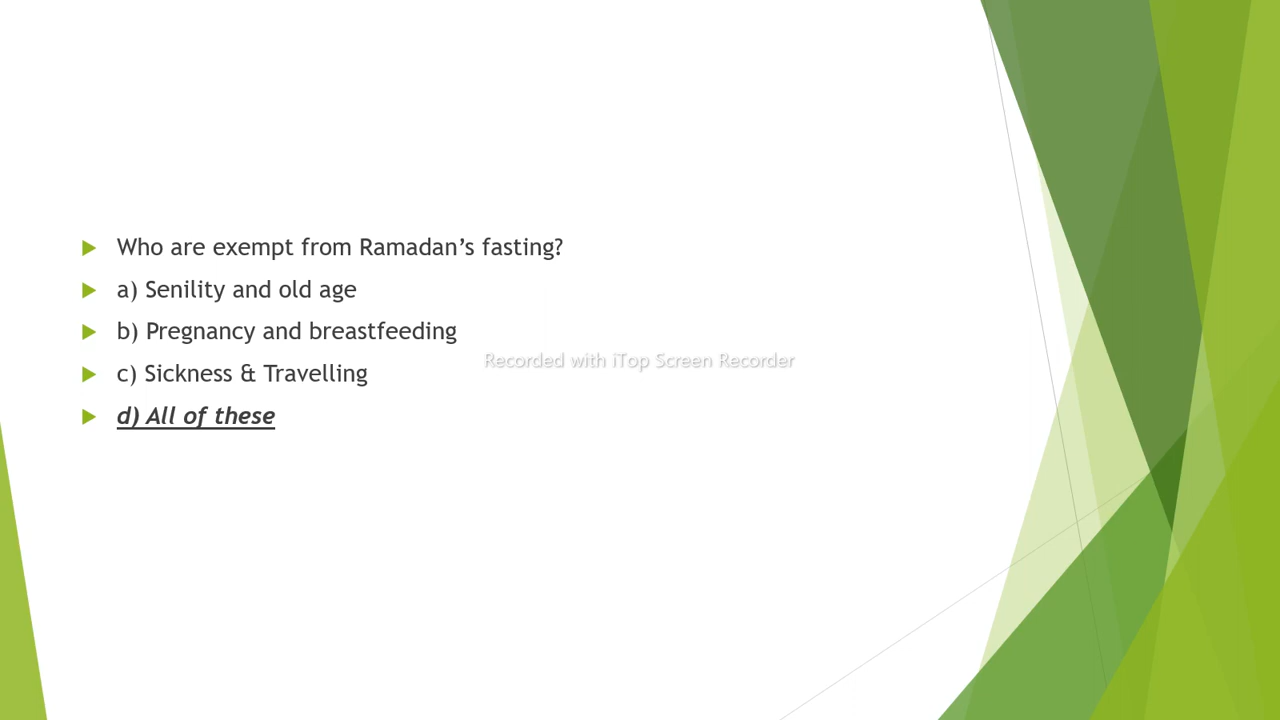 Who are exempt from Ramadan’s fasting?
a) Senility and old age
b) Pregnancy and breastfeeding
Recorded with iTop Screen Recorder
c) Sickness & Travelling
d) All of these